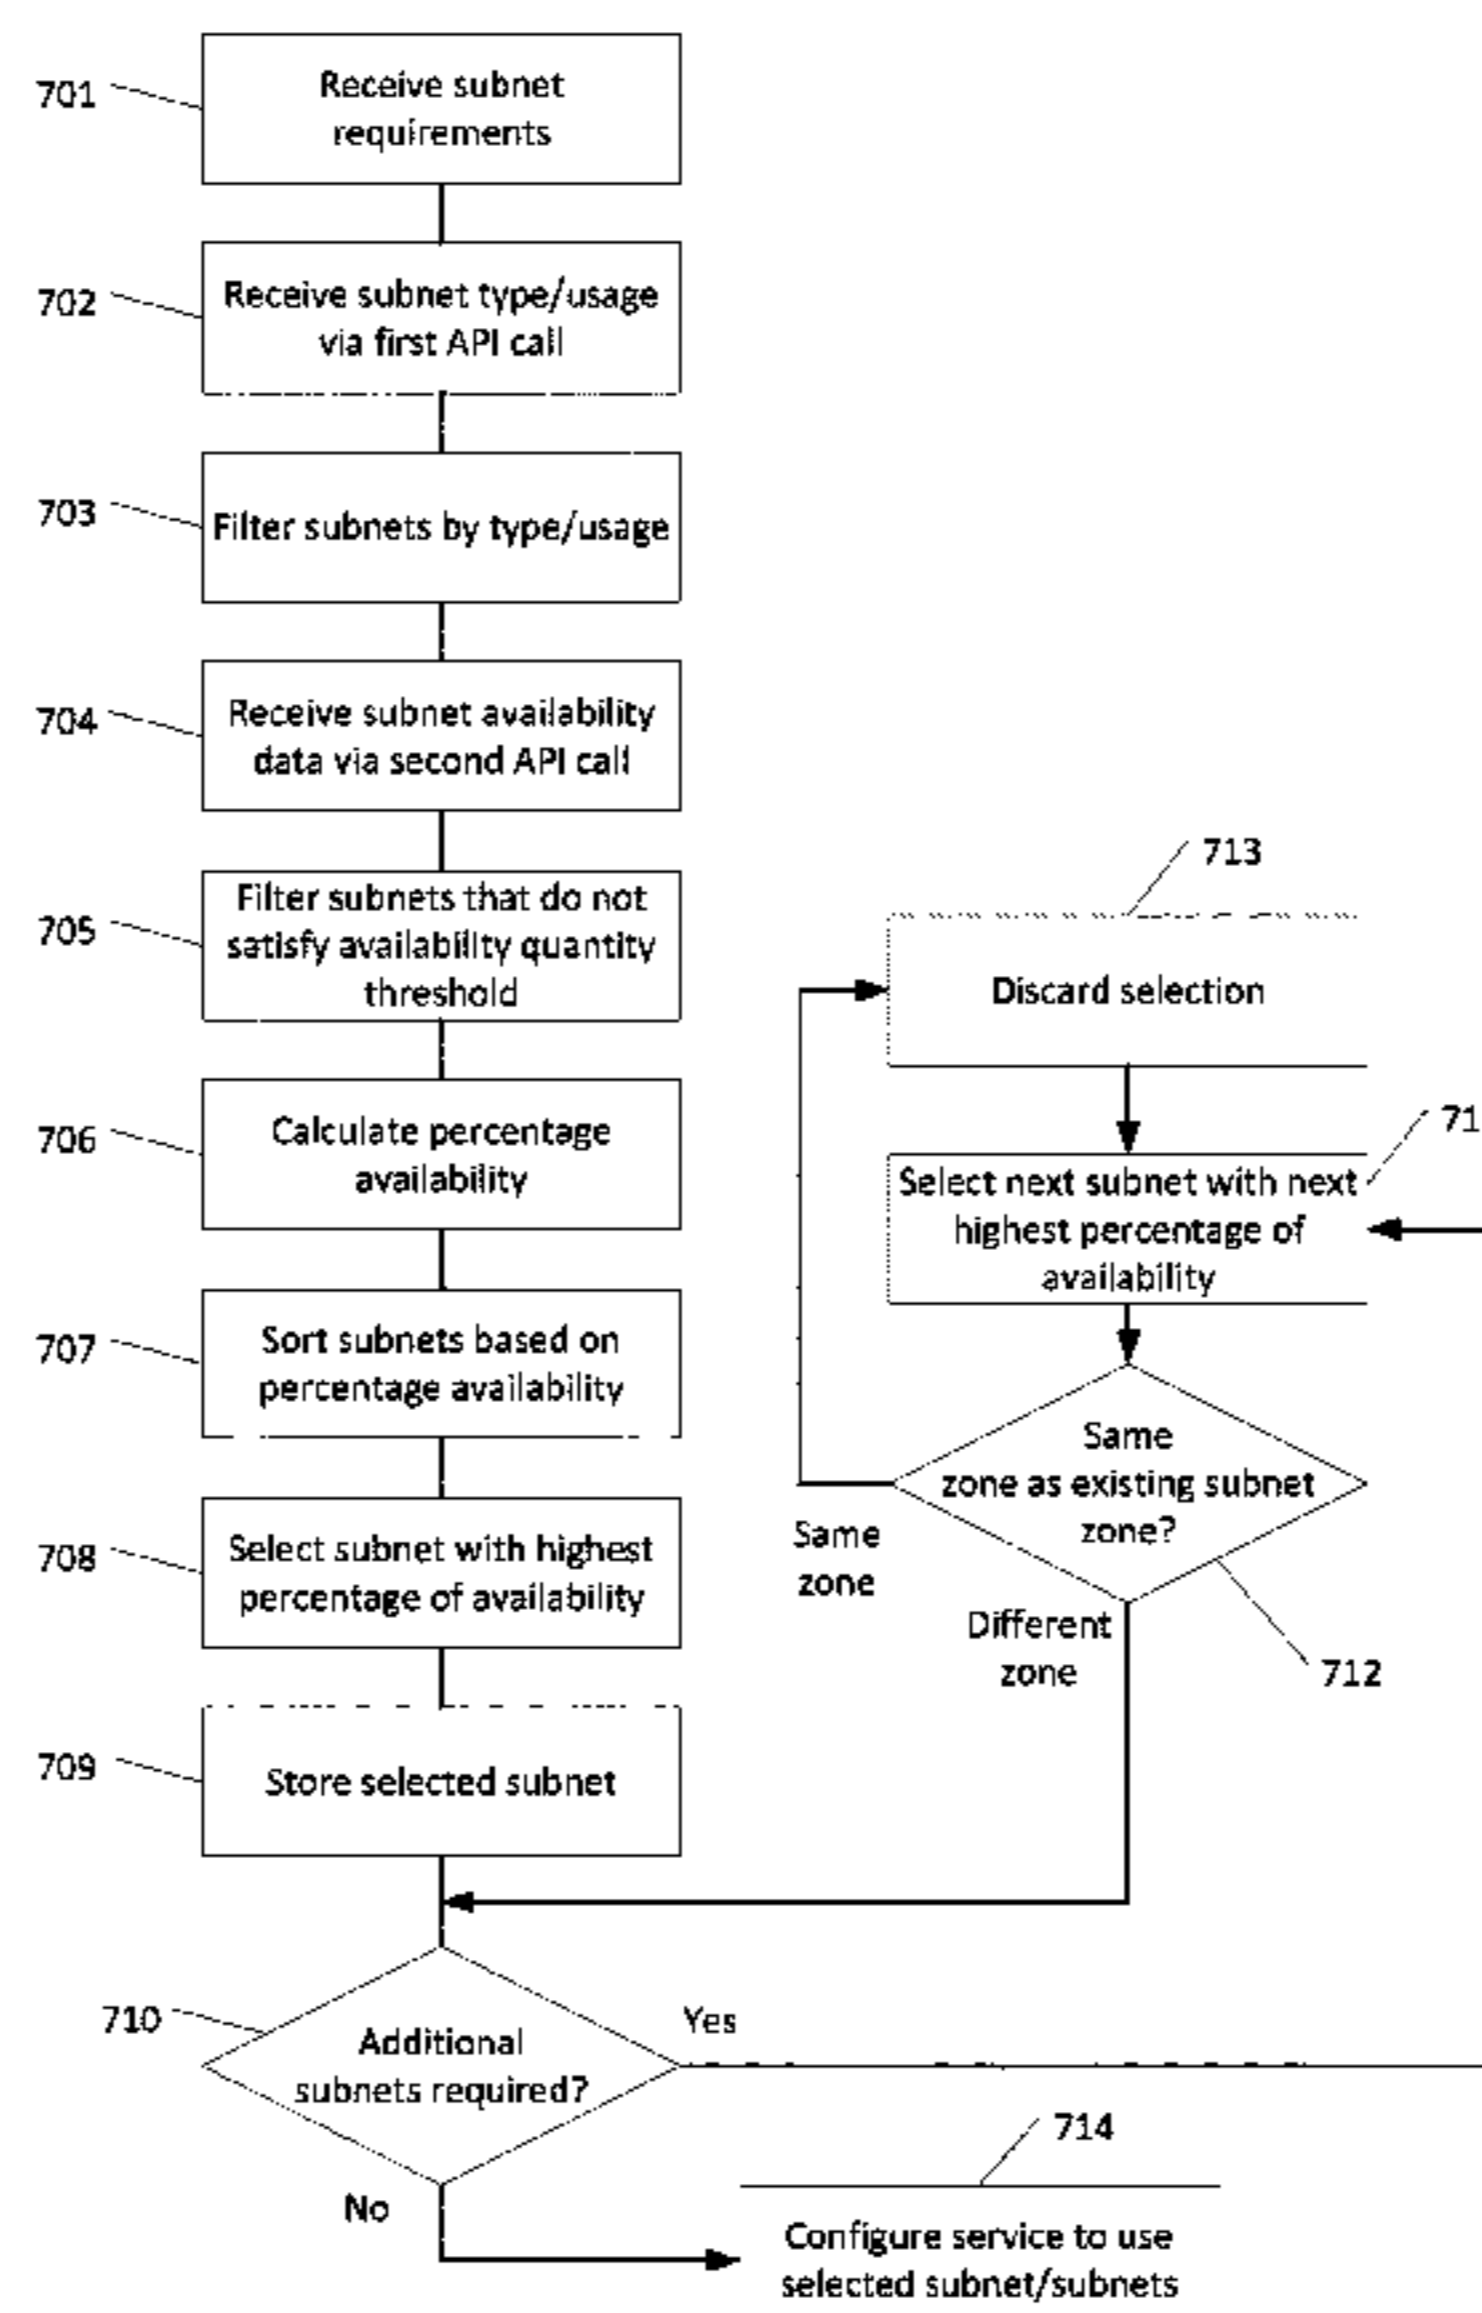 701
Receive subnet
requirements
702
Receive subnet type/usage
via first API call
703
Filter subnets by type/usage
704
Receive subnet availability
data via second API call
705
Filter subnets that do not
satisfy availability quantity
threshold
706
Calculate percentage
availability
707
Sort subnets based on
percentage availability
708
Select subnet with highest
percentage of availability
709
Store selected subnet
710
Additional
subnets required?
Yes
No
713
Discard selection
71
Select next subnet with next
highest percentage of
availability
Same
zone as existing subnet
zone?
Same
zone
Different
zone
712
714
Configure service to use
selected subnet/subnets